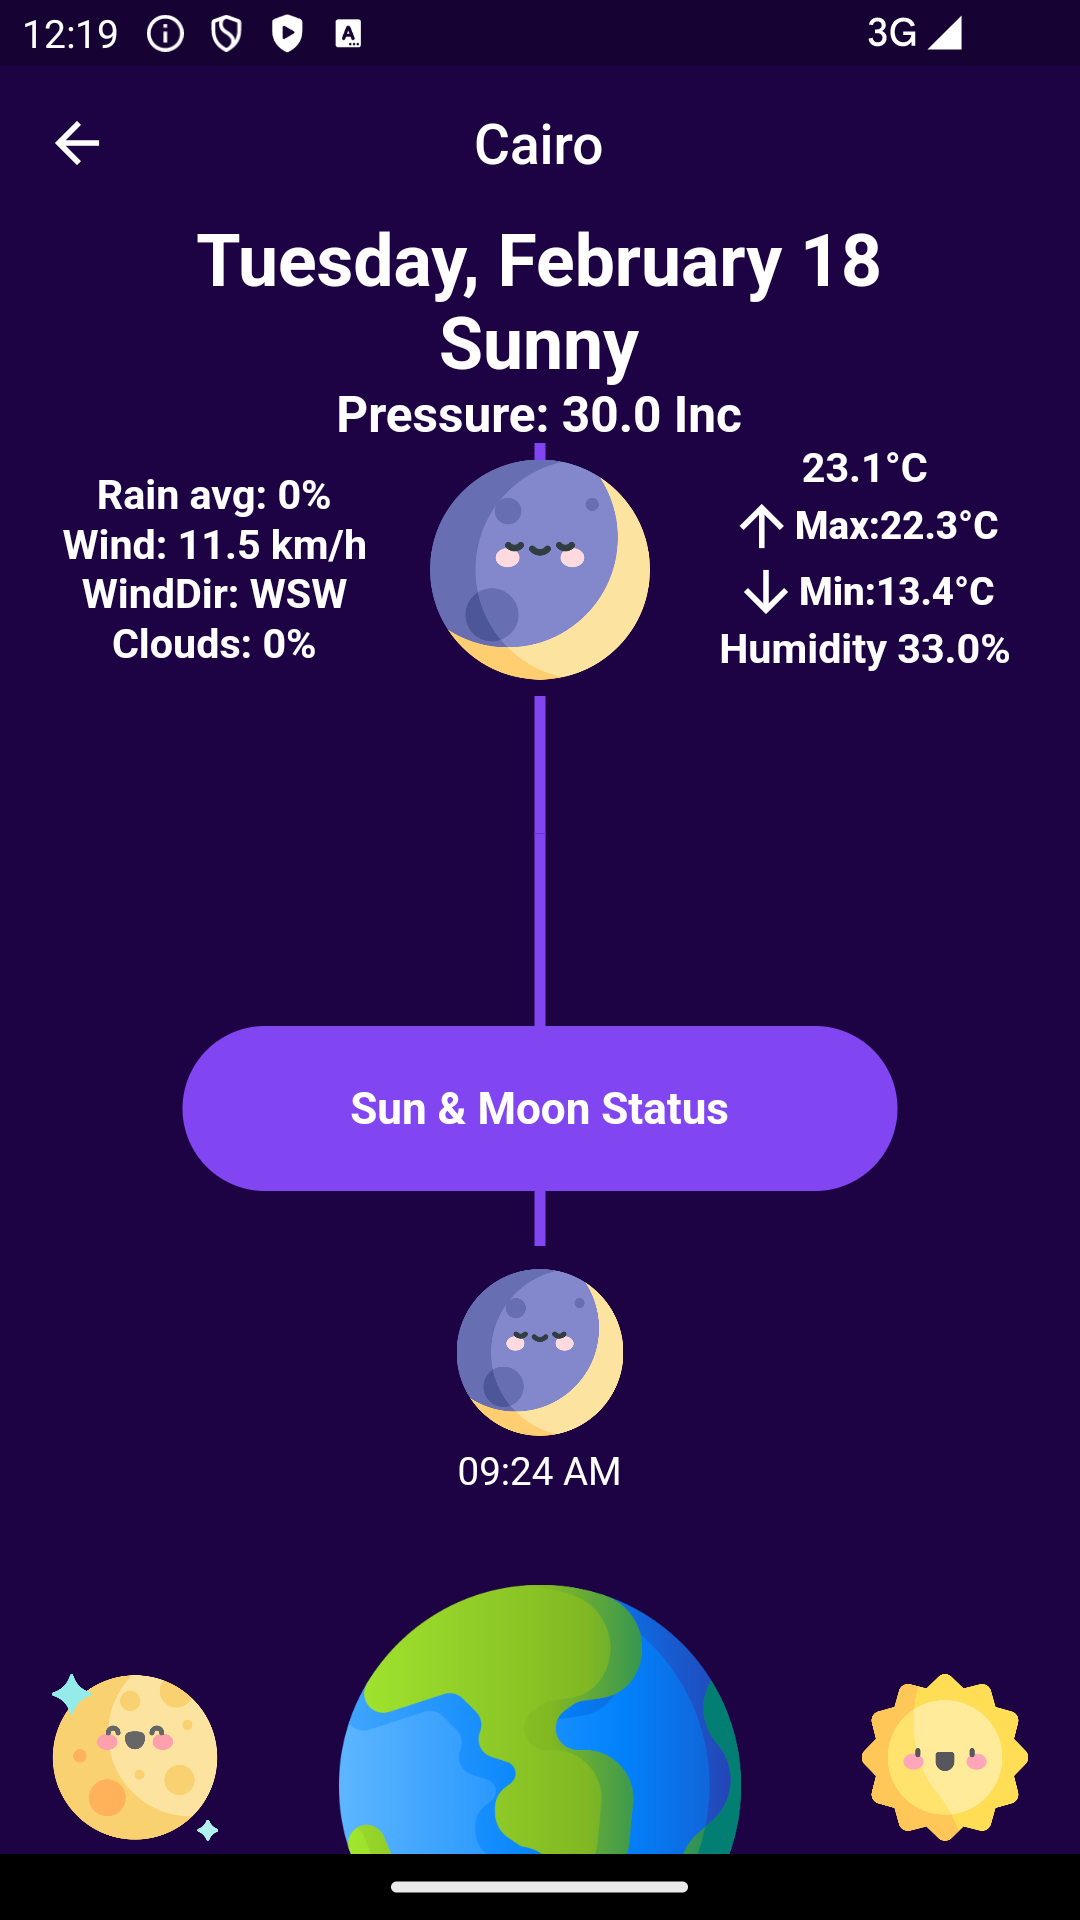 12:19
3G
Cairo
Tuesday, February 18
Sunny
Pressure: 30.0 Inc
Rain avg: 0%
Wind: 11.5 km/h
WindDir: WSW
Clouds: 0%
23.1°C
Max:22.3°C
Min:13.4°C
Humidity 33.0%
Sun & Moon Status
09:24 AM